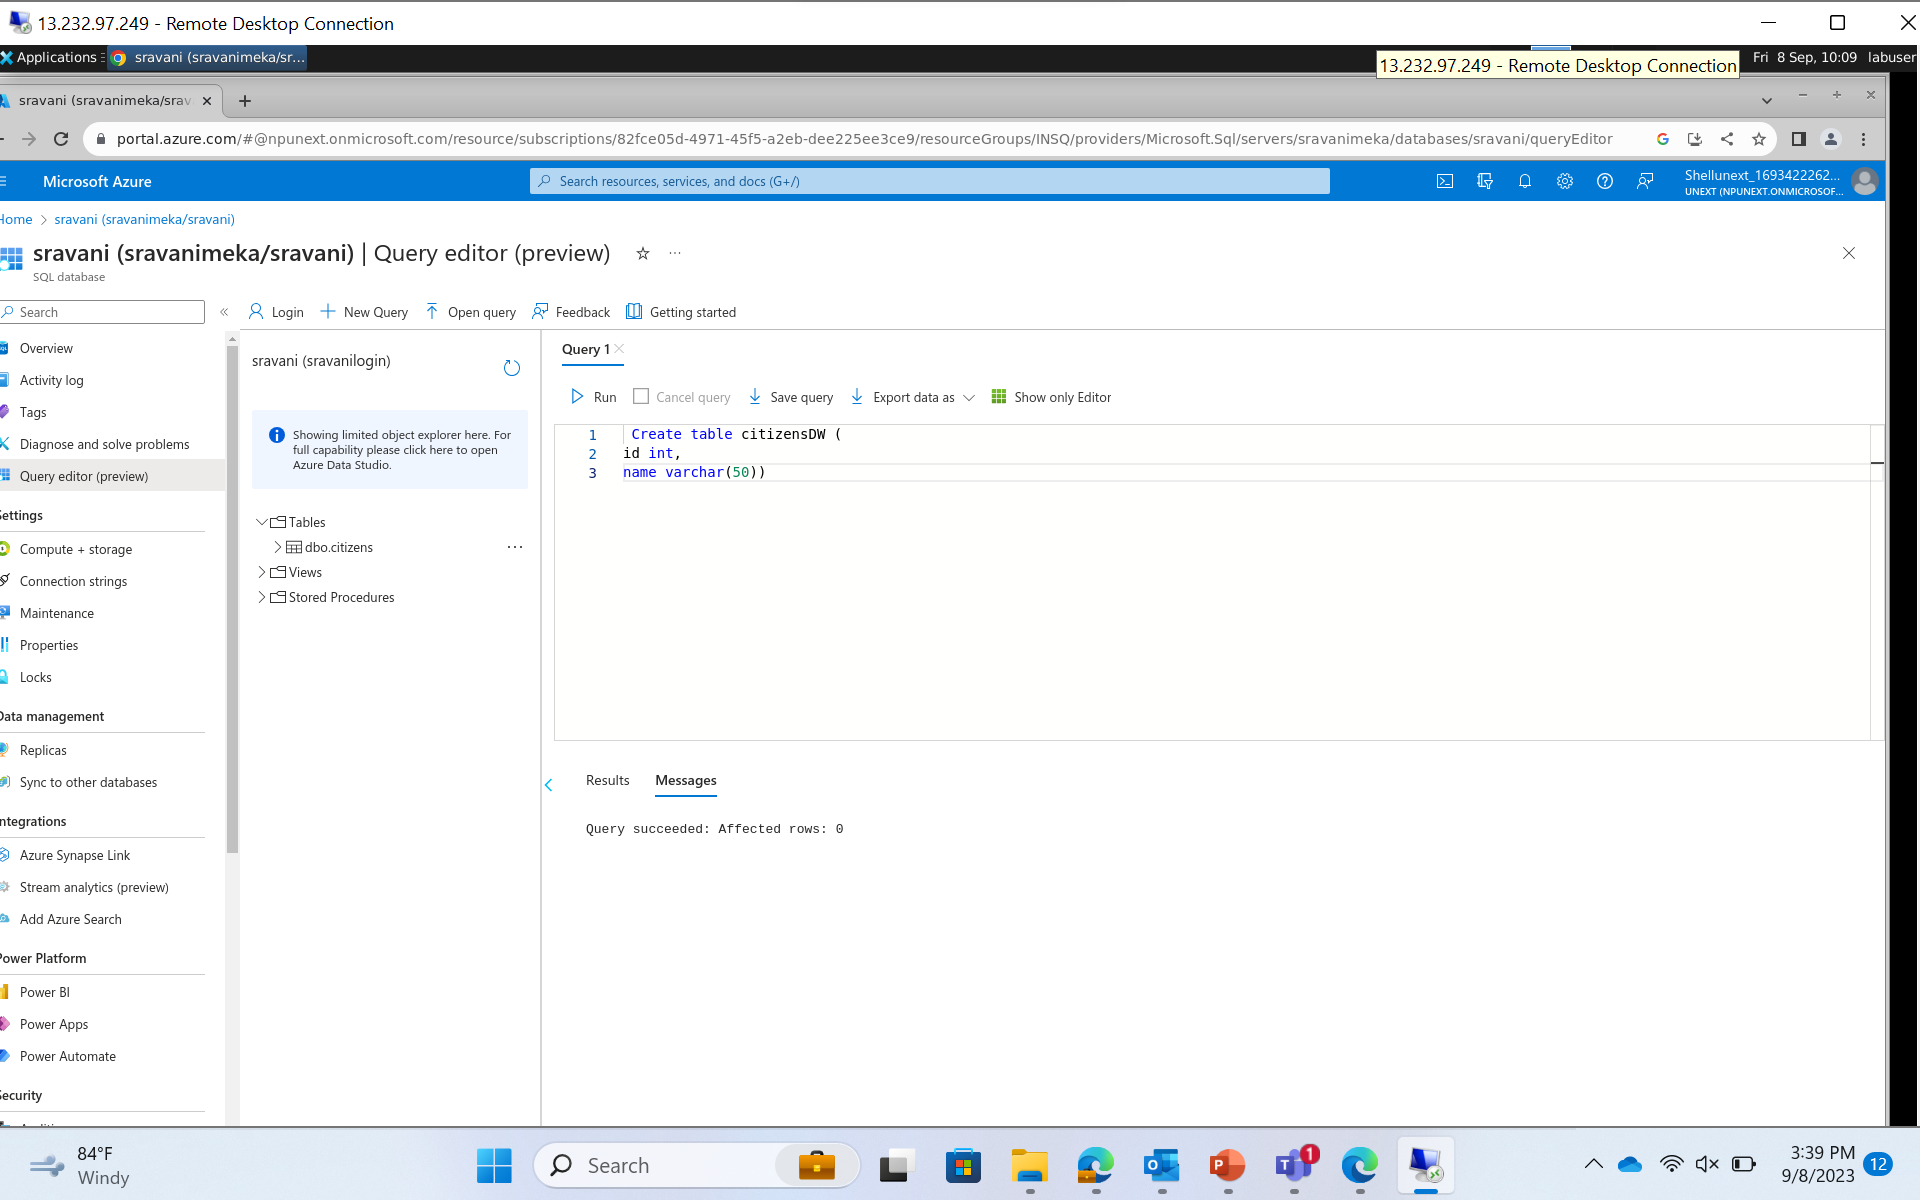 13.232.97.249 - Remote Desktop Connection
Applications
sravani (sravanimeka/sr...
13.232.97.249 - Remote Desktop Connection
Fri 8 Sep, 10:09 labuser
sravani (sravanimeka/srav
portal.azure.com/#@npunext.onmicrosoft.com/resource/subscriptions/82fce05d-4971-45f5-a2eb-dee225ee3ce9/resourceGroups/INSQ/providers/Microsoft.Sql/servers/sravanimeka/databases/sravani/queryEditor
Microsoft Azure
Search resources, services, and docs (G+/)
Shellunext_1693422262...
UNEXT (NPUNEXT.ONMICROSOF...
Home
sravani (sravanimeka/sravani)
sravani (sravanimeka/sravani) | Query editor (preview)
SQL database
Search
Login
New Query
Open query
Feedback
Getting started
Overview
Activity log
Tags
Diagnose and solve problems
Query editor (preview)
Settings
Compute + storage
Connection strings
Maintenance
Properties
Locks
Data management
Replicas
Sync to other databases
Integrations
Azure Synapse Link
Stream analytics (preview)
Add Azure Search
Power Platform
Power BI
Power Apps
Power Automate
Security
sravani (sravanilogin)
Showing limited object explorer here. For
full capability please click here to open
Azure Data Studio.
Tables
dbo.citizens
Views
Stored Procedures
Query 1
Run
Cancel query
Save query
Export data as
Show only Editor
1 Create table citizensDW (
2 id int,
3 name varchar(50))
Results
Messages
Query succeeded: Affected rows: 0
84°F
Windy
Search
1
3:39 PM
9/8/2023
12